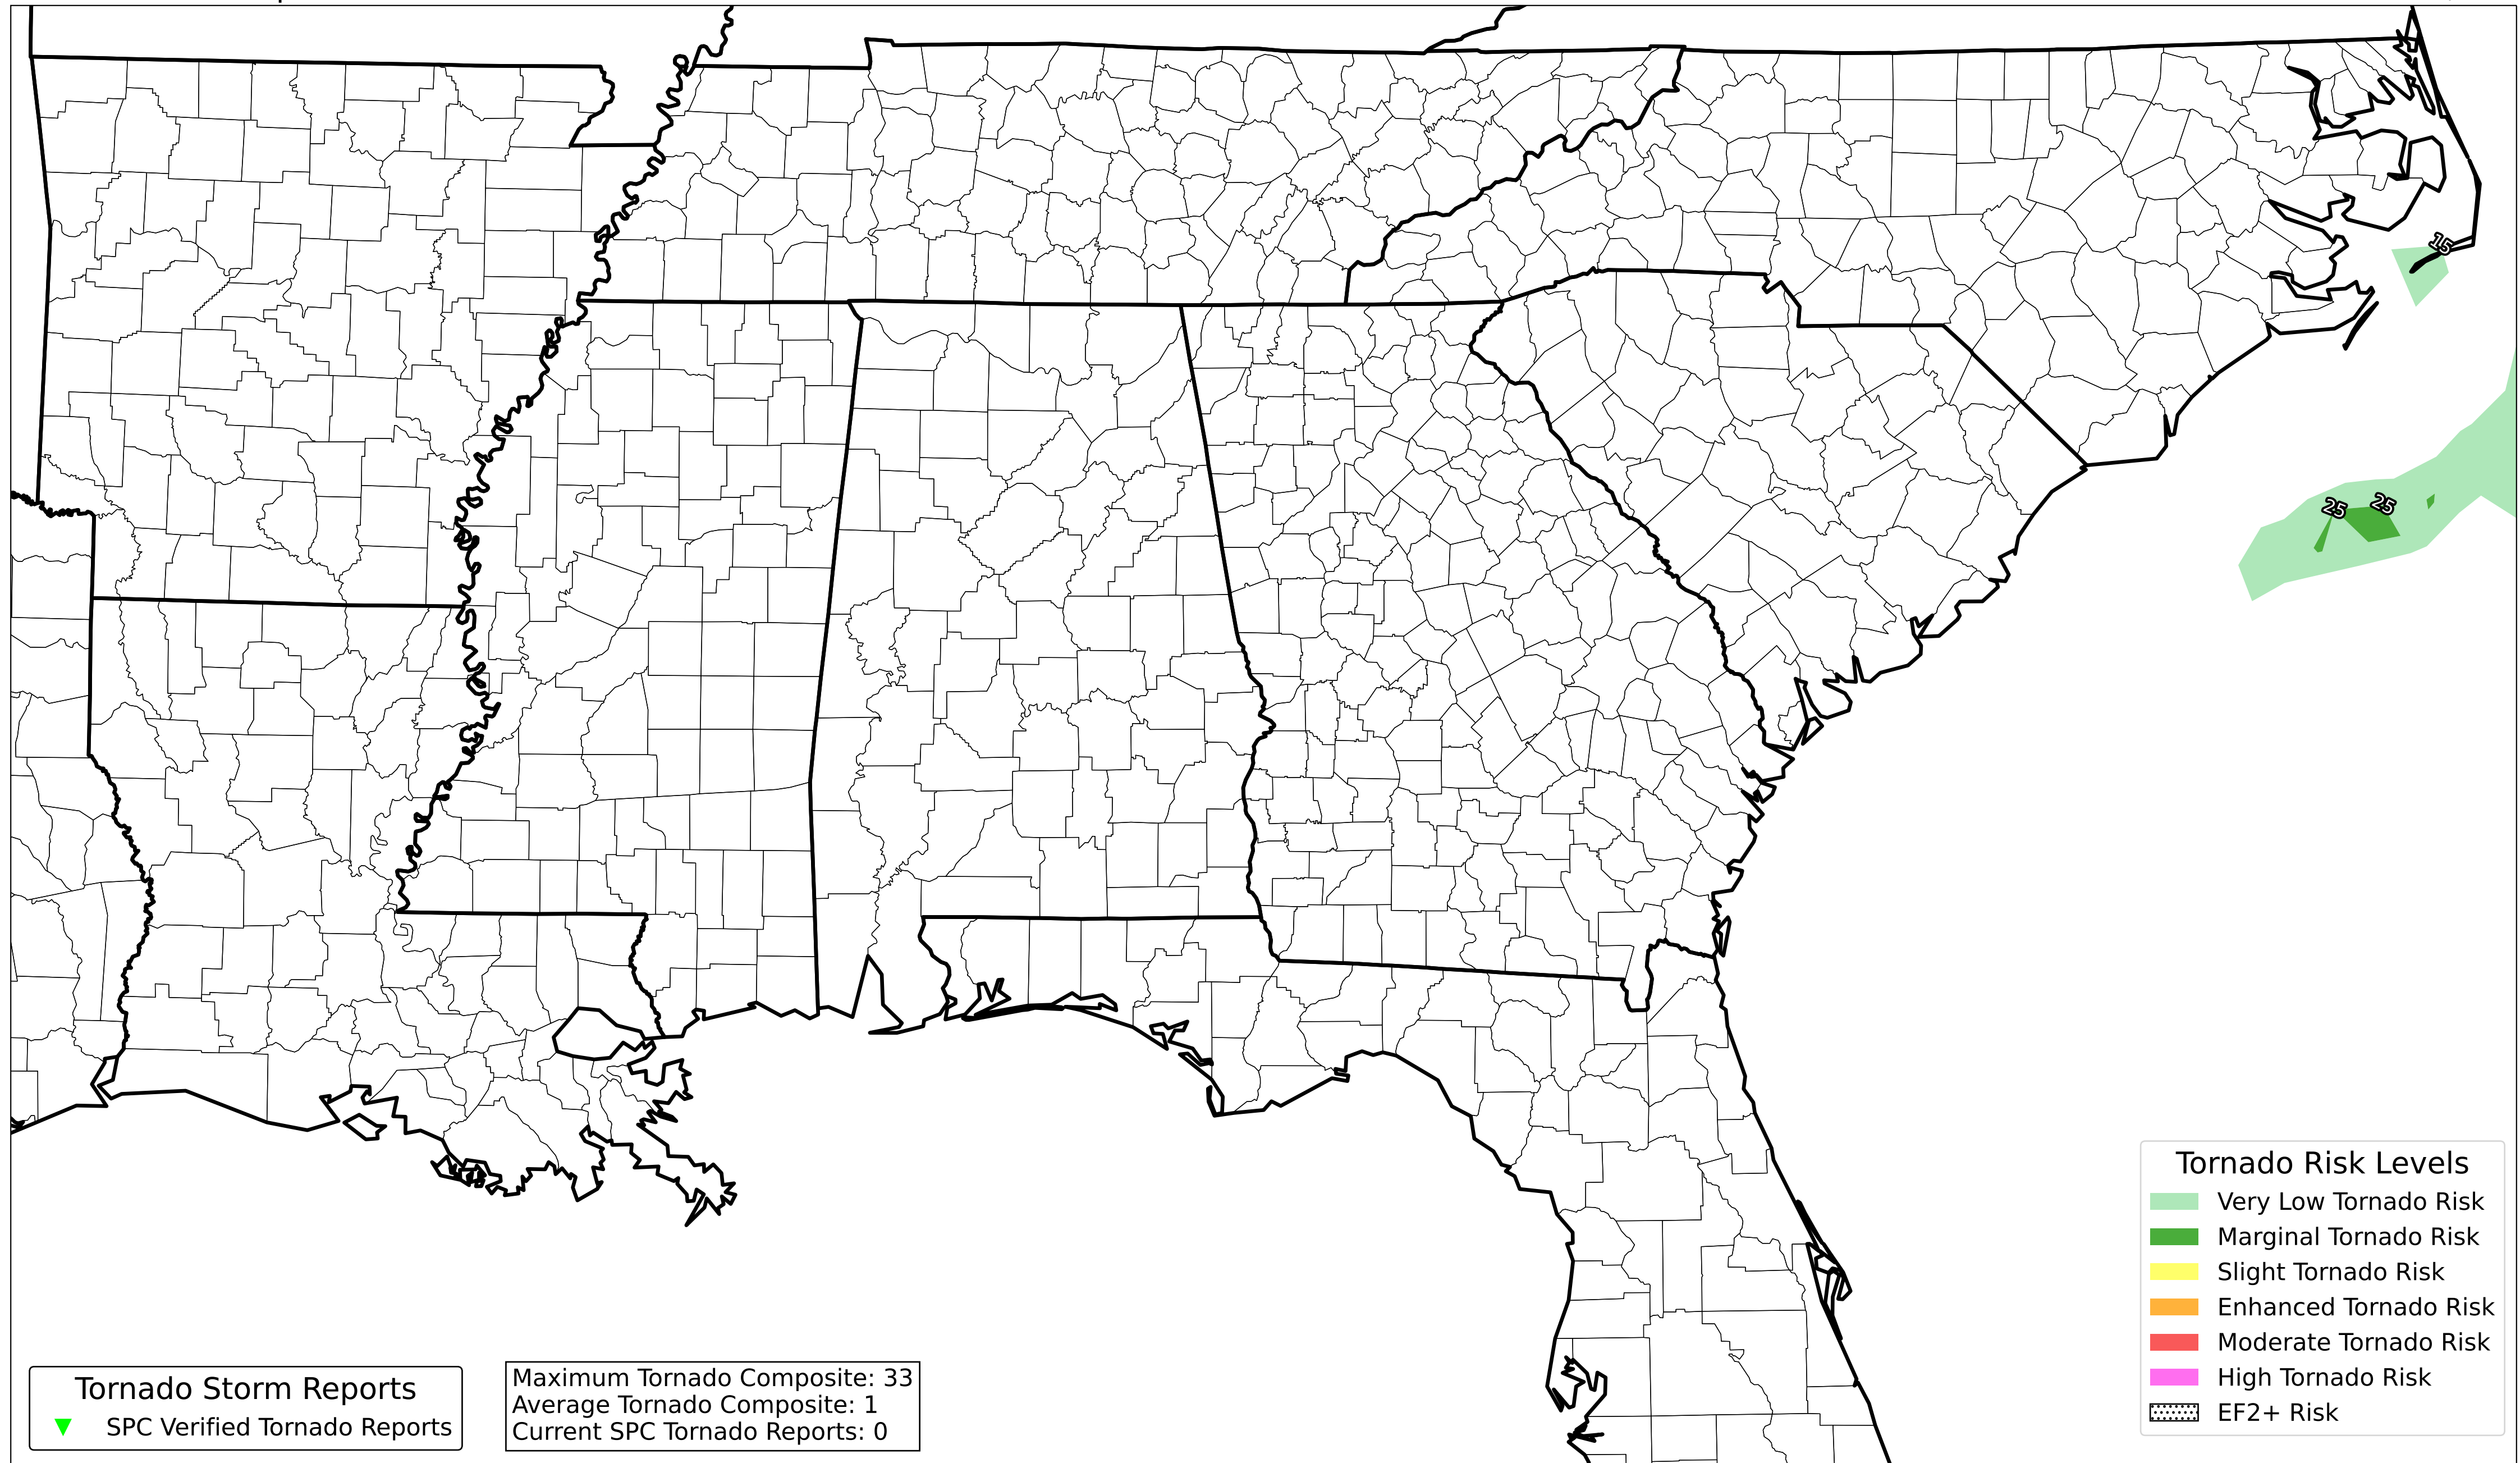 15
25
25
Tornado Risk Levels
Very Low Tornado Risk
Marginal Tornado Risk
Slight Tornado Risk
Enhanced Tornado Risk
Moderate Tornado Risk
High Tornado Risk
EF2+ Risk
Tornado Storm Reports
SPC Verified Tornado Reports
Maximum Tornado Composite: 33
Average Tornado Composite: 1
Current SPC Tornado Reports: 0